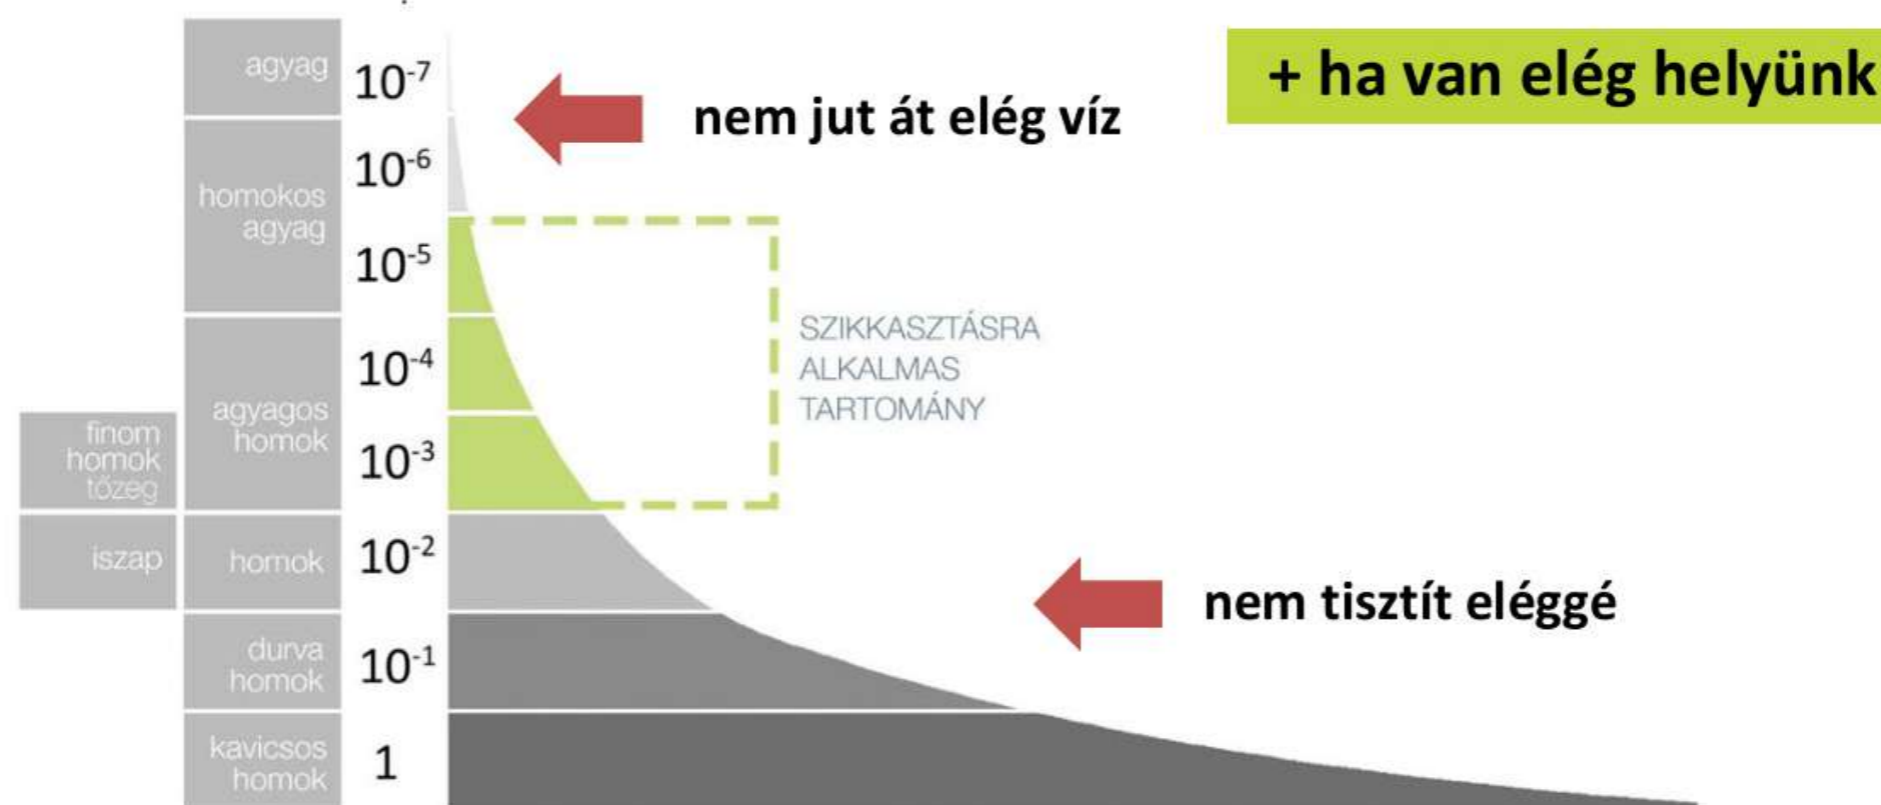 + ha van elég helyünk
agyag
10-7
nem jut át elég víz
homokos
agyag
10-6
10-5
SZIKKASZTÁSRA
ALKALMAS
TARTOMÁNY
agyagos
homok
10-4
10-3
finom
homok
tőzeg
iszap
homok
10-2
nem tisztít eléggé
durva
homok
10-1
kavicsos
homok
1